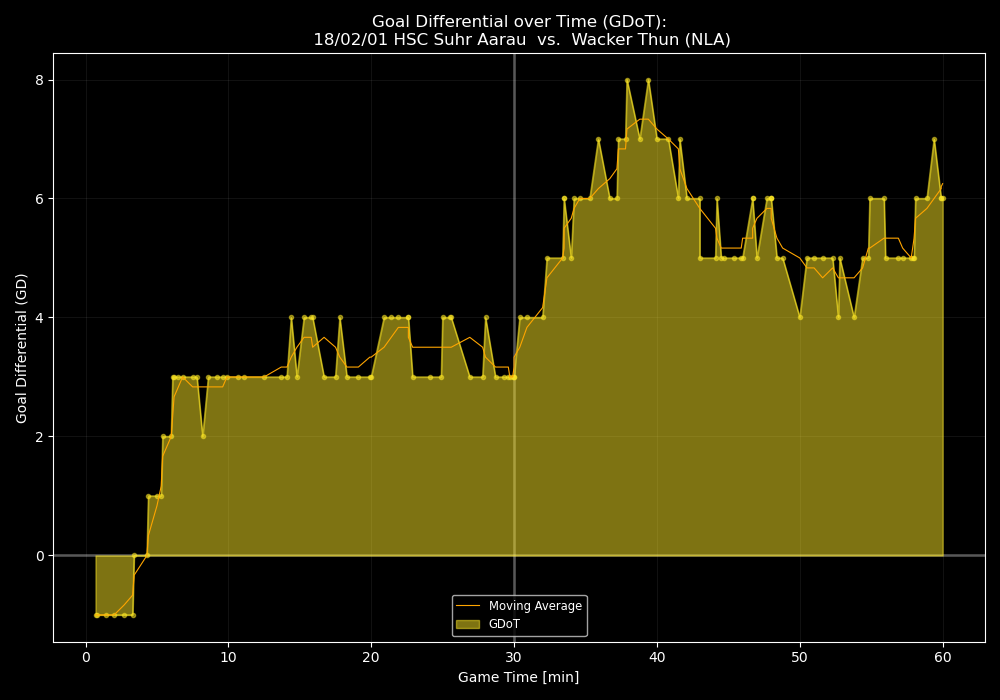 Goal Differential over Time (GDoT):
18/02/01 HSC Suhr Aarau  vs.  Wacker Thun (NLA)
Goal Differential (GD)
8
6
4
2
0
0 10 20 30 40 50 60
Game Time [min]
Moving Average
GDoT